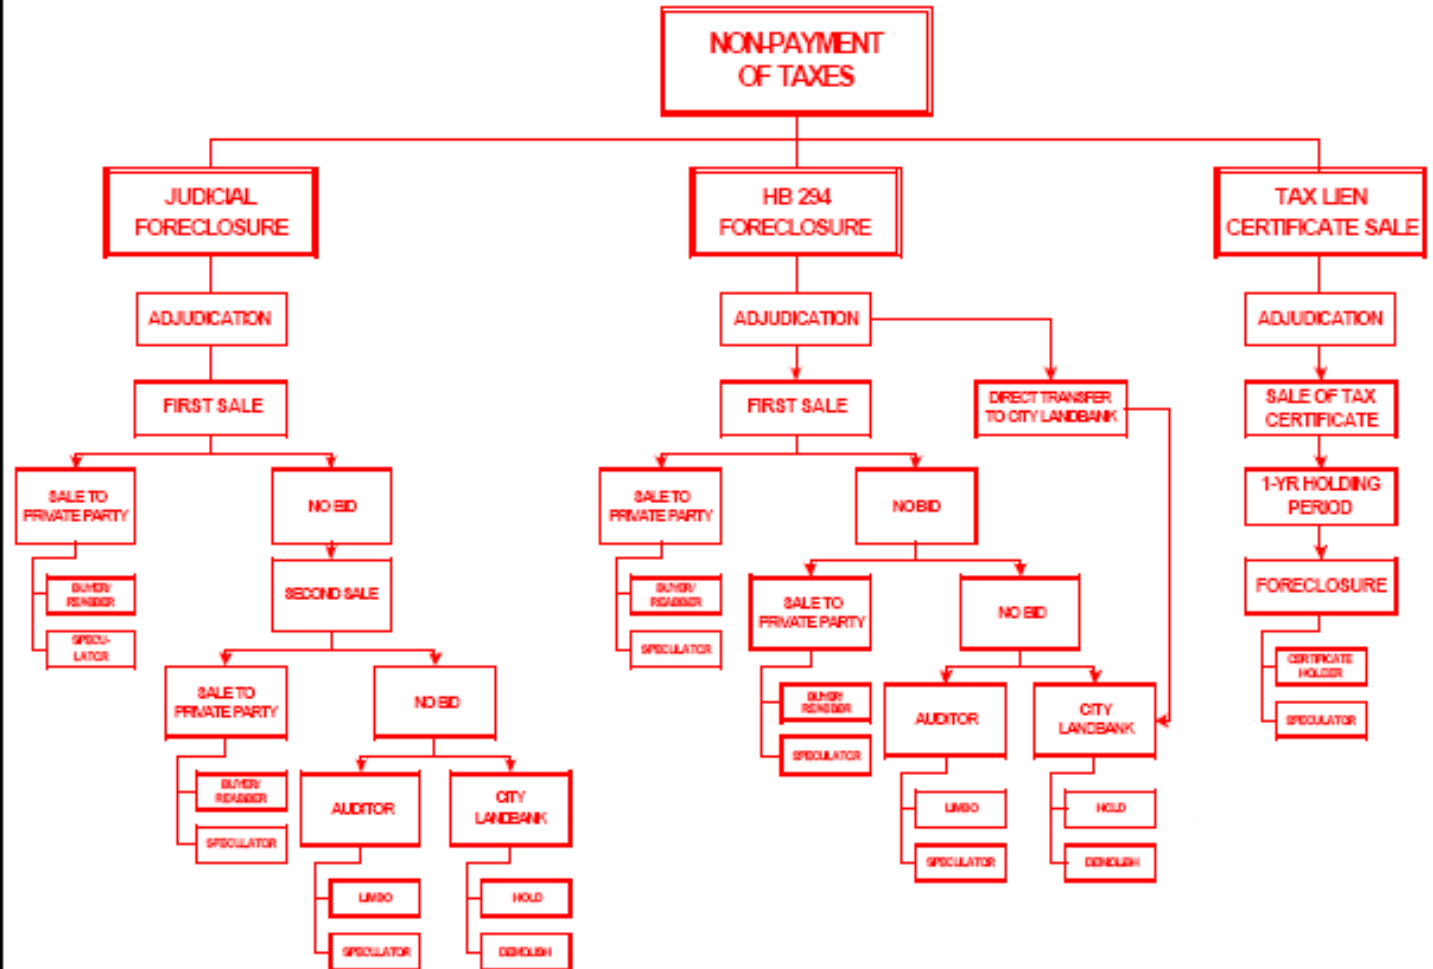 NON-PAYMENT
OF TAXES
JUDICIAL
FORECLOSURE
HB 294
FORECLOSURE
TAX LIEN
CERTIFICATE SALE
ADJUDICATION
ADJUDICATION
ADJUDICATION
FIRST SALE
FIRST SALE
DIRECT TRANSFER
TO CITY LANDBANK
SALE OF TAX
CERTIFICATE
SALE TO
PRIVATE PARTY
NO BID
SALE TO
PRIVATE PARTY
NO BID
1-YR HOLDING
PERIOD
BUYER/
SECOND SALE
BUYER/
SALE TO
PRIVATE PARTY
NO BID
FORECLOSURE
SPECU-
LATOR
SPECULATOR
CERTIFICATE
HOLDER
SALE TO
PRIVATE PARTY
NO BID
BUYER/
AUDITOR
CITY
LANDBANK
SPECULATOR
SPECULATOR
BUYER/
AUDITOR
CITY
LANDBANK
LIMBO
HOLD
SPECULATOR
SPECULATOR
DEMOLISH
LIMBO
HOLD
SPECULATOR
DEMOLISH